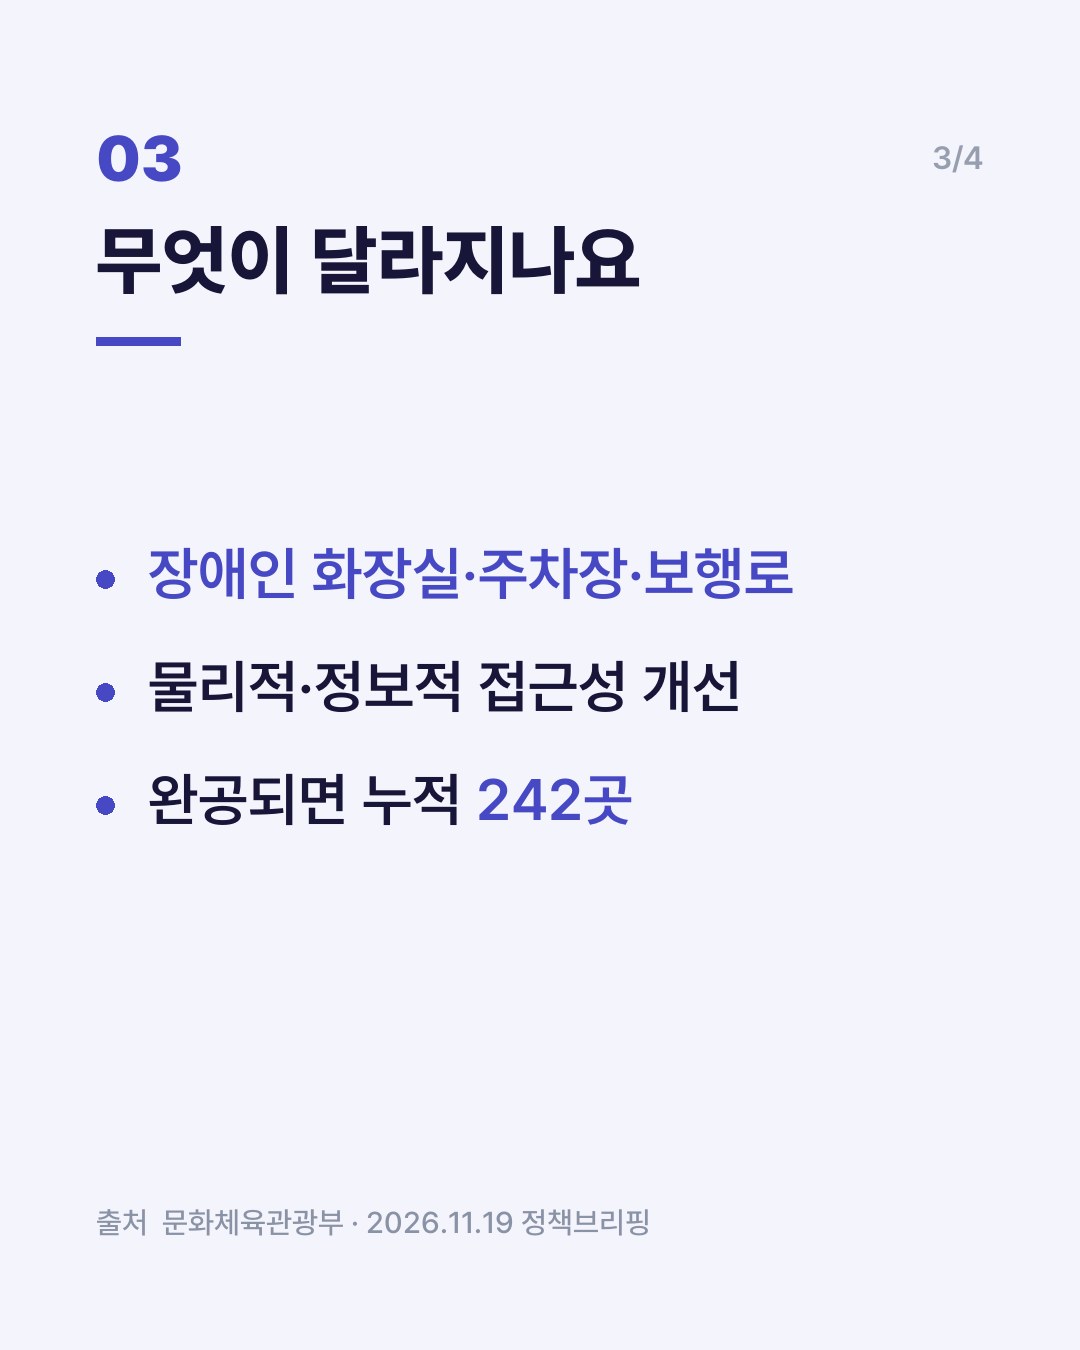 03
3/4
무엇이 달라지나요
• 장애인 화장실·주차장·보행로
• 물리적·정보적 접근성 개선
• 완공되면 누적 242곳
출처 문화체육관광부 · 2026.11.19 정책브리핑